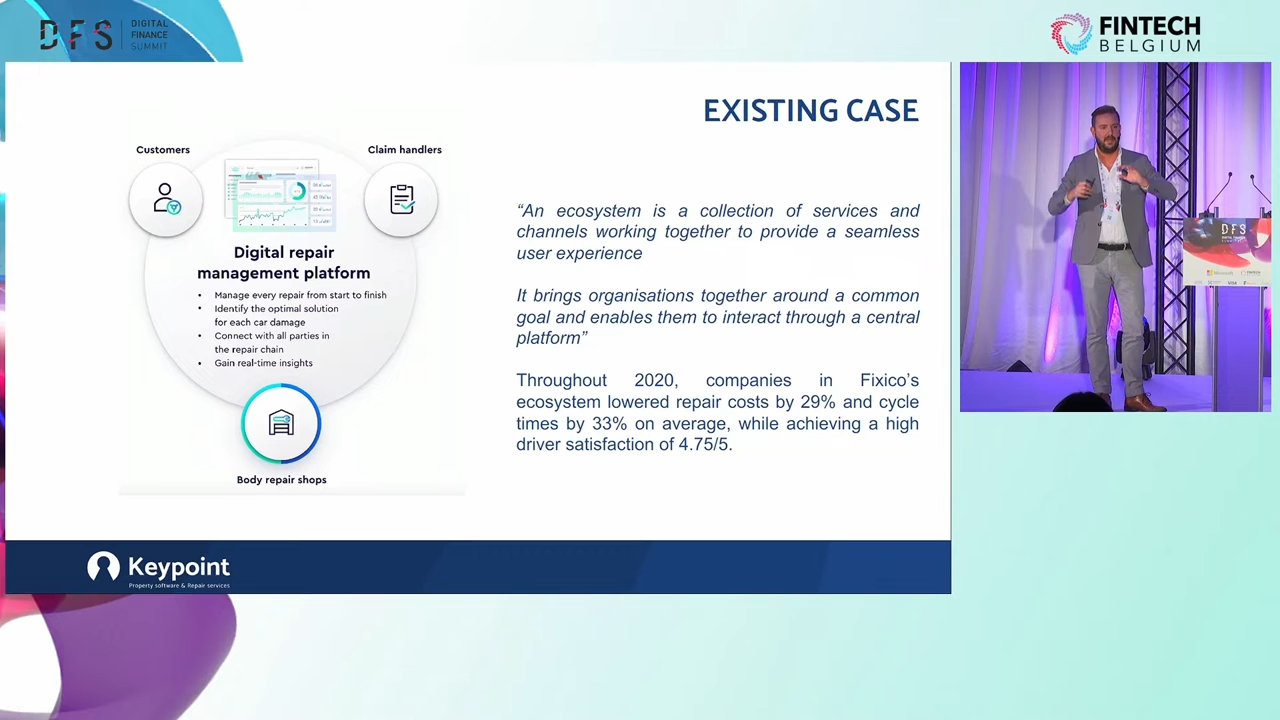 DFS
DIGITAL
FINANCE
SUMMIT
FINTECH
BELGIUM
EXISTING CASE
Customers
Claim handlers
Digital repair
management platform
• Manage every repair from start to finish
• Identify the optimal solution
for each car damage
• Connect with all parties in
the repair chain
• Gain real-time insights
Body repair shops
“An ecosystem is a collection of services and
channels working together to provide a seamless
user experience
It brings organisations together around a common
goal and enables them to interact through a central
platform”
Throughout 2020, companies in Fixico’s
ecosystem lowered repair costs by 29% and cycle
times by 33% on average, while achieving a high
driver satisfaction of 4.75/5.
Keypoint
Property software & Repair services
DFS
Microsoft
VISA